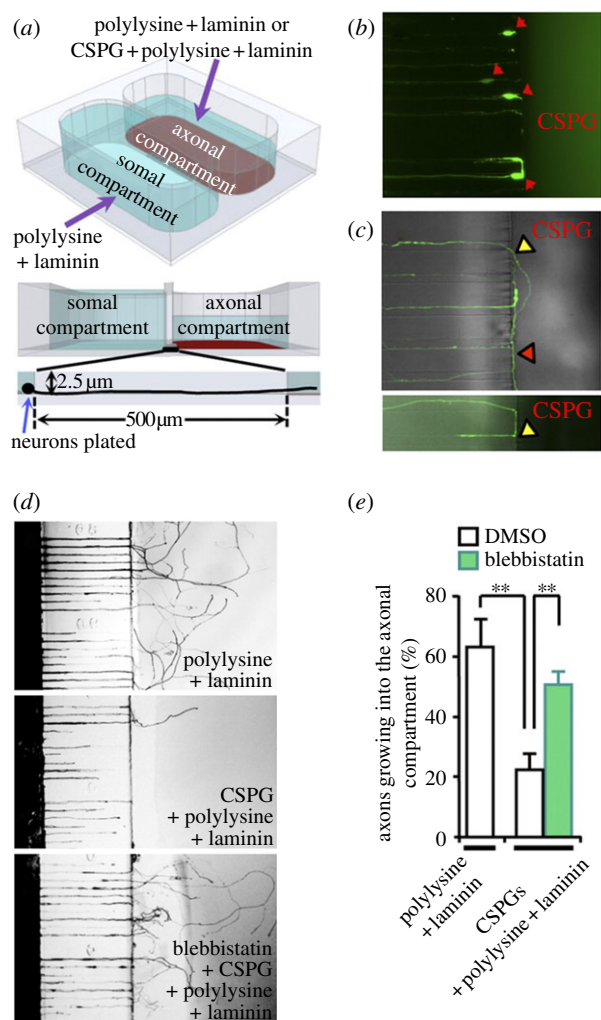 (a)
polylysine + laminin or
CSPG + polylysine + laminin
axonal
compartment
somal
compartment
polylysine
+ laminin
somal
compartment
axonal
compartment
2.5 µm
500µm
neurons plated
(b)
CSPG
(c)
CSPG
CSPG
(d)
polylysine
+ laminin
CSPG
+ polylysine
+ laminin
blebbistatin
+ CSPG
+ polylysine
+ laminin
(e)
DMSO
blebbistatin
** **
80
60
40
20
0
axons growing into the axonal
compartment (%)
polylysine
+ laminin
CSPGs
+ polylysine + laminin